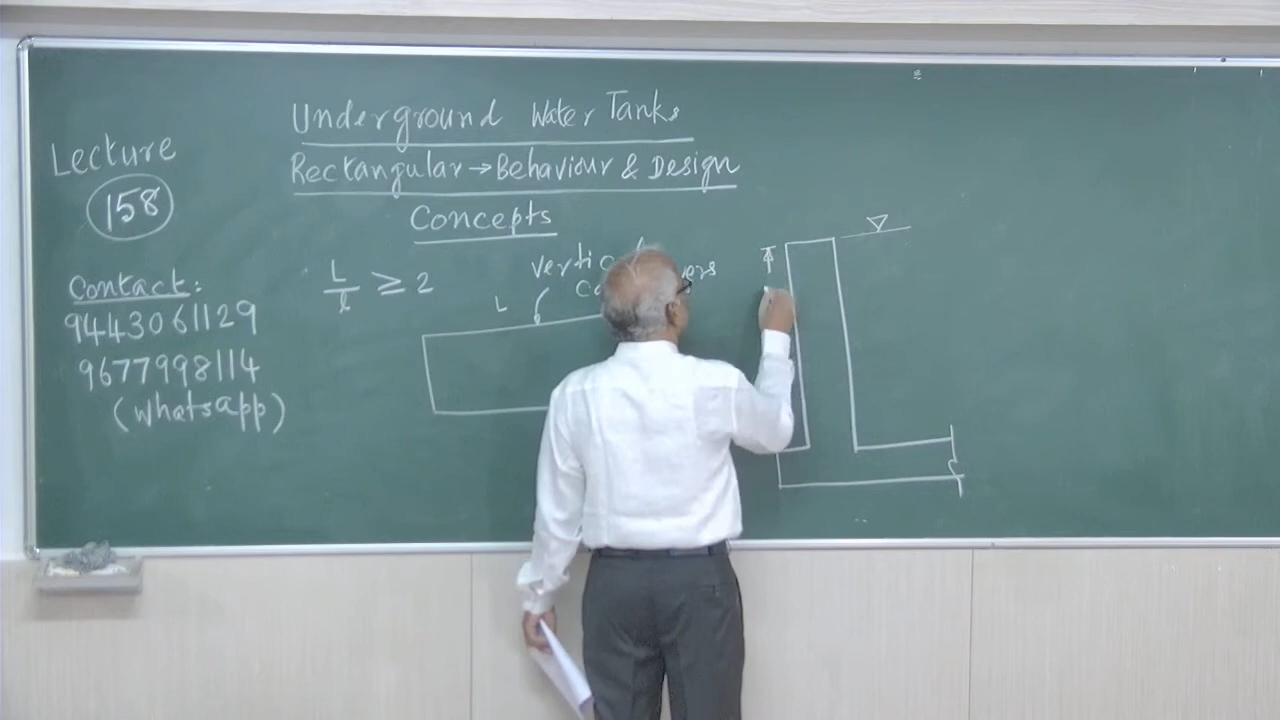 Underground Water Tanks
Rectangular → Behaviour & Design
Concepts
Lecture
158
Contact:
9443061129
9677998114
(Whatsapp)
L
l
≥ 2
L